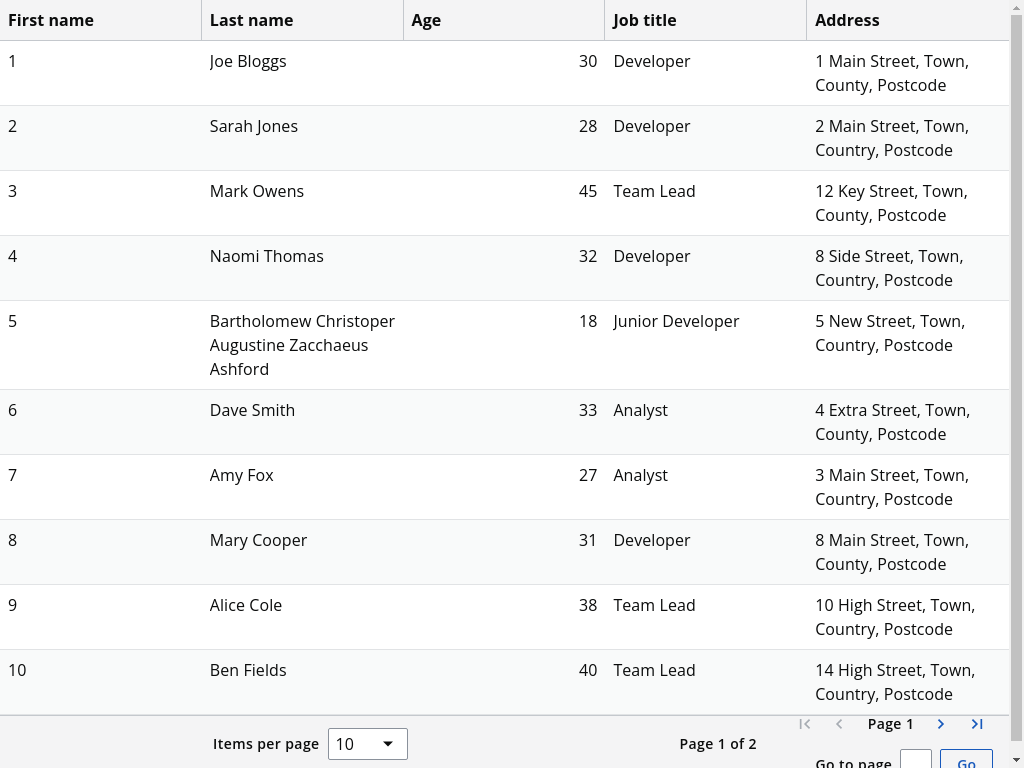 First name Last name Age Job title Address
1 Joe Bloggs 30 Developer 1 Main Street, Town,
County, Postcode
2 Sarah Jones 28 Developer 2 Main Street, Town,
Country, Postcode
3 Mark Owens 45 Team Lead 12 Key Street, Town,
County, Postcode
4 Naomi Thomas 32 Developer 8 Side Street, Town,
Country, Postcode
5 Bartholomew Christoper 18 Junior Developer 5 New Street, Town,
Augustine Zacchaeus Country, Postcode
Ashford
6 Dave Smith 33 Analyst 4 Extra Street, Town,
County, Postcode
7 Amy Fox 27 Analyst 3 Main Street, Town,
Country, Postcode
8 Mary Cooper 31 Developer 8 Main Street, Town,
County, Postcode
9 Alice Cole 38 Team Lead 10 High Street, Town,
Country, Postcode
10 Ben Fields 40 Team Lead 14 High Street, Town,
Country, Postcode
Page 1
Items per page 10 Page 1 of 2
Go to page Go